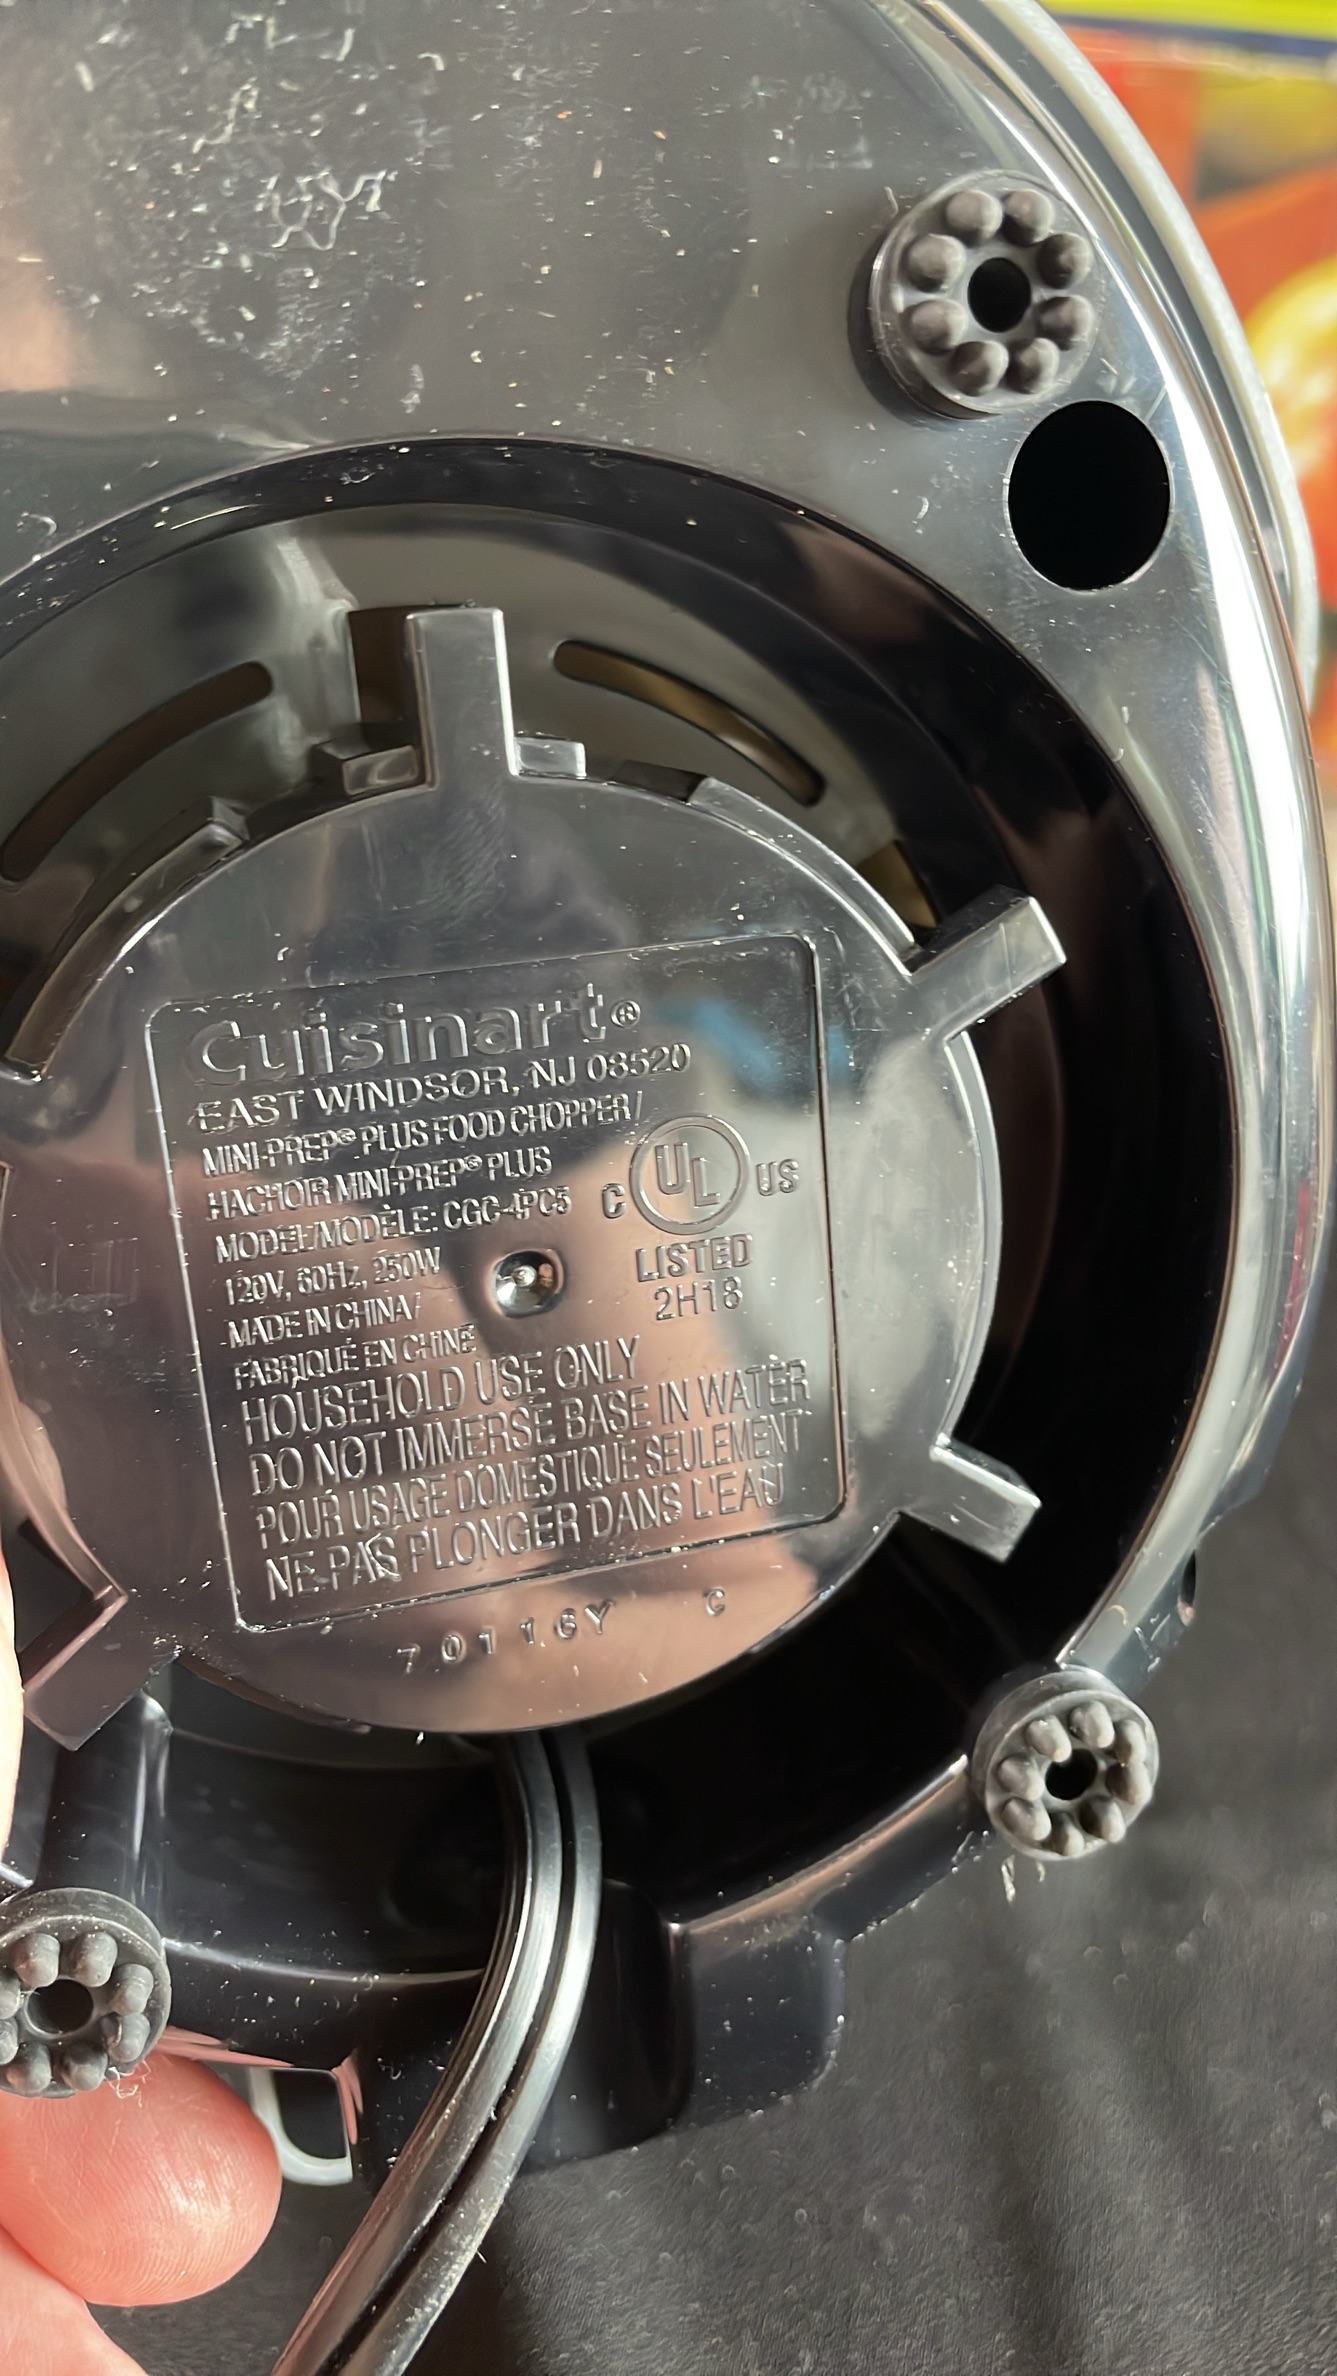 Cuisinart®
EAST WINDSOR, NJ 08520
MINI-PREP® PLUS FOOD CHOPPER/
HACHOIR MINI-PREP® PLUS
MODEL/MODÈLE: CGC-4PC5
120V, 60Hz, 250W
MADE IN CHINA/
FABRIQUÉ EN CHINE
C UL US
LISTED
2H18
HOUSEHOLD USE ONLY
DO NOT IMMERSE BASE IN WATER
POUR USAGE DOMESTIQUE SEULEMENT
NE PAS PLONGER DANS L'EAU
70116Y C